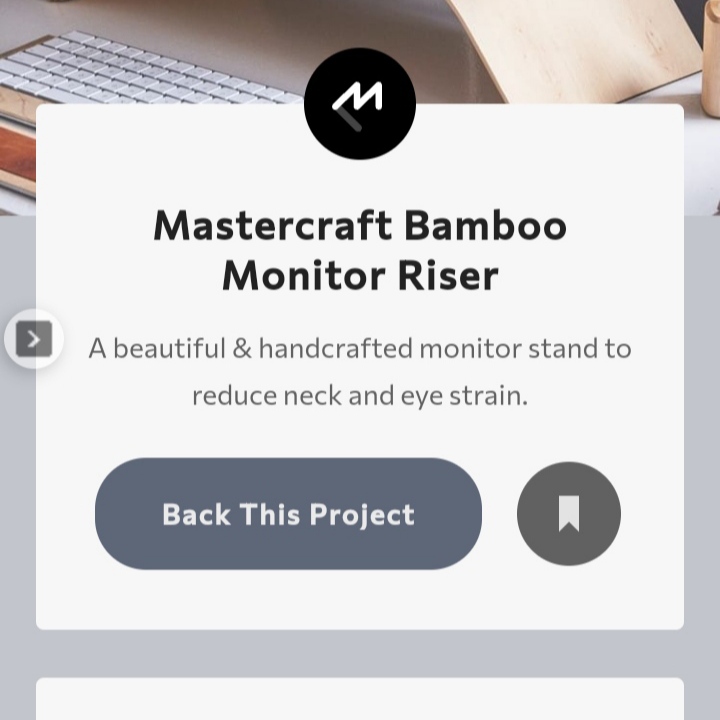 Mastercraft Bamboo
Monitor Riser
A beautiful & handcrafted monitor stand to
reduce neck and eye strain.
Back This Project